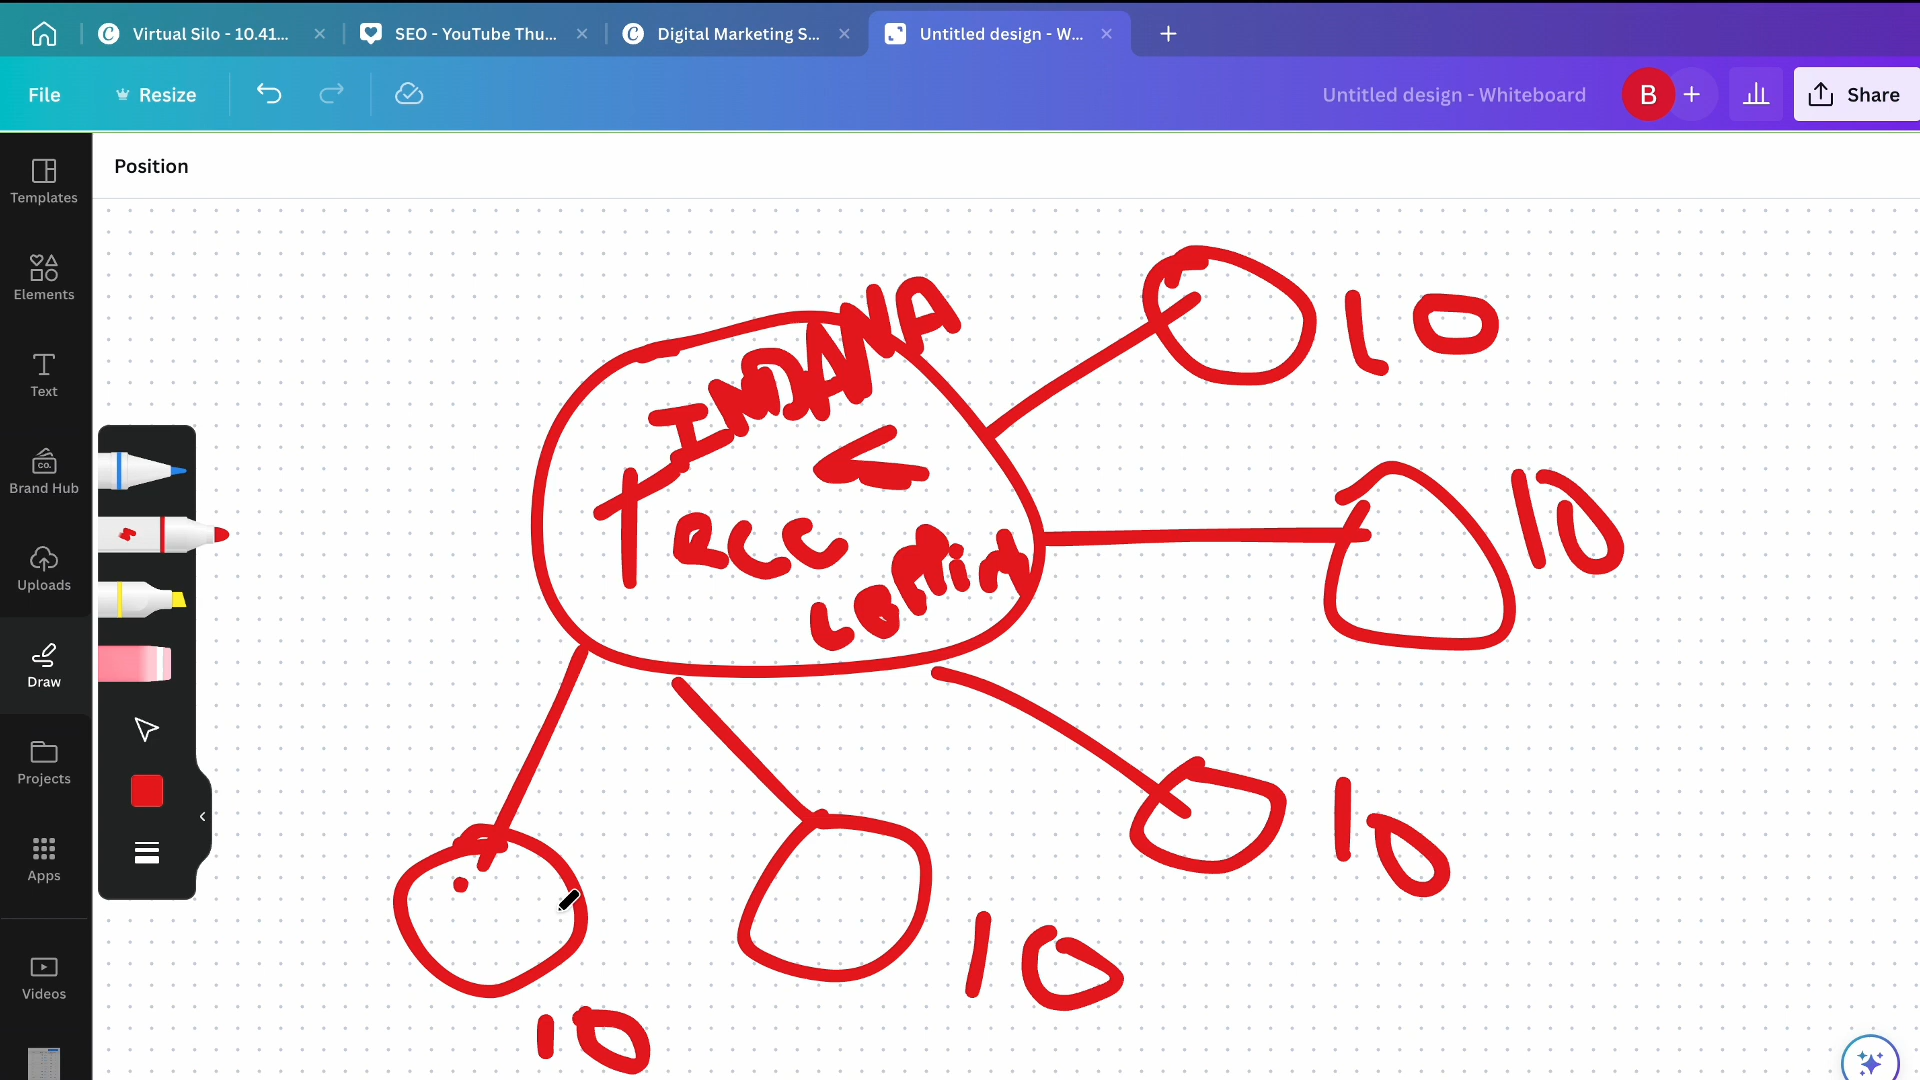 Virtual Silo - 10.41...
SEO - YouTube Thu...
Digital Marketing S...
Untitled design - W...
File
Resize
Untitled design - Whiteboard
B
Share
Templates
Elements
Text
Brand Hub
CO.
Uploads
Draw
Projects
Apps
Videos
Position
10
10
10
10
10